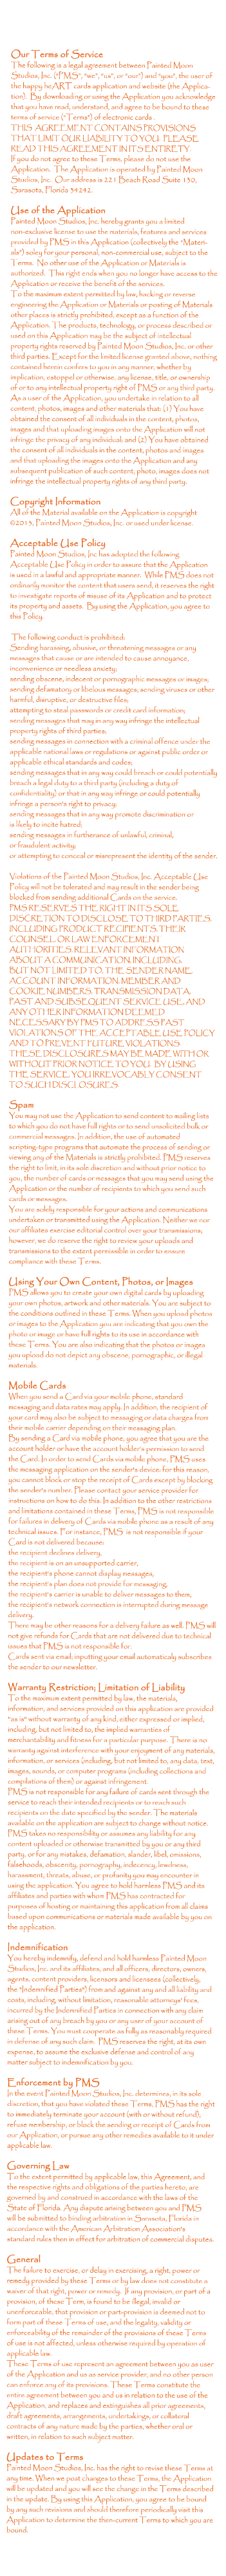 Our Terms of Service
The following is a legal agreement between Painted Moon
Studios, Inc. ("PMS", "we", "us", or "our") and "you", the user of
the happy heART cards application and website (the Applica-
tion). By downloading or using the Application you acknowledge
that you have read, understand, and agree to be bound to these
terms of service ("Terms") of electronic cards .
THIS AGREEMENT CONTAINS PROVISIONS
THAT LIMIT OUR LIABILITY TO YOU. PLEASE
READ THIS AGREEMENT IN ITS ENTIRETY.
If you do not agree to these Terms, please do not use the
Application. The Application is operated by Painted Moon
Studios, Inc. Our address is 221 Beach Road Suite 130,
Sarasota, Florida 34242.
Use of the Application
Painted Moon Studios, Inc. hereby grants you a limited
non-exclusive license to use the materials, features and services
provided by PMS in this Application (collectively the "Materi-
als") solely for your personal, non-commercial use, subject to the
Terms. No other use of the Application or Materials is
authorized. This right ends when you no longer have access to the
Application or receive the benefit of the services.
To the maximum extent permitted by law, hacking or reverse
engineering the Application or Materials or posting of Materials
other places is strictly prohibited, except as a function of the
Application. The products, technology, or process described or
used on this Application may be the subject of intellectual
property rights reserved by Painted Moon Studios, Inc. or other
third parties. Except for the limited license granted above, nothing
contained herein confers to you in any manner, whether by
implication, estoppel or otherwise, any license, title, or ownership
of or to any intellectual property right of PMS or any third party.
As a user of the Application, you undertake in relation to all
content, photos, images and other materials that: (1) You have
obtained the consent of all individuals in the content, photos,
images and that uploading images onto the Application will not
infringe the privacy of any individual; and (2) You have obtained
the consent of all individuals in the content, photos and images
and that uploading the images onto the Application and any
subsequent publication of such content, photo, images does not
infringe the intellectual property rights of any third party.
Copyright Information
All of the Material available on the Application is copyright
©2013, Painted Moon Studios, Inc. or used under license.
Acceptable Use Policy
Painted Moon Studios, Inc has adopted the following
Acceptable Use Policy in order to assure that the Application
is used in a lawful and appropriate manner. While PMS does not
ordinarily monitor the content that users send, it reserves the right
to investigate reports of misuse of its Application and to protect
its property and assets. By using the Application, you agree to
this Policy.
The following conduct is prohibited:
Sending harassing, abusive, or threatening messages or any
messages that cause or are intended to cause annoyance,
inconvenience or needless anxiety;
sending obscene, indecent or pornographic messages or images;
sending defamatory or libelous messages; sending viruses or other
harmful, disruptive, or destructive files;
attempting to steal passwords or credit card information;
sending messages that may in any way infringe the intellectual
property rights of third parties;
sending messages in connection with a criminal offence under the
applicable national laws or regulations or against public order or
applicable ethical standards and codes;
sending messages that in any way could breach or could potentially
breach a legal duty to a third party (including a duty of
confidentiality) or that in any way infringe or could potentially
infringe a person's right to privacy;
sending messages that in any way promote discrimination or
is likely to incite hatred;
sending messages in furtherance of unlawful, criminal,
or fraudulent activity;
or attempting to conceal or misrepresent the identity of the sender.
Violations of the Painted Moon Studios, Inc. Acceptable Use
Policy will not be tolerated and may result in the sender being
blocked from sending additional Cards on the service.
PMS RESERVES THE RIGHT IN ITS SOLE
DISCRETION TO DISCLOSE TO THIRD PARTIES,
INCLUDING PRODUCT RECIPIENTS, THEIR
COUNSEL, OR LAW ENFORCEMENT
AUTHORITIES, RELEVANT INFORMATION
ABOUT A COMMUNICATION, INCLUDING,
BUT NOT LIMITED TO, THE SENDER NAME,
ACCOUNT INFORMATION, MEMBER AND
COOKIE NUMBERS, TRANSMISSION DATA,
PAST AND SUBSEQUENT SERVICE USE, AND
ANY OTHER INFORMATION DEEMED
NECESSARY BY PMS TO ADDRESS PAST
VIOLATIONS OF THE ACCEPTABLE USE POLICY
AND TO PREVENT FUTURE VIOLATIONS.
THESE DISCLOSURES MAY BE MADE WITH OR
WITHOUT PRIOR NOTICE TO YOU. BY USING
THE SERVICE, YOU IRREVOCABLY CONSENT
TO SUCH DISCLOSURES.
Spam
You may not use the Application to send content to mailing lists
to which you do not have full rights or to send unsolicited bulk or
commercial messages. In addition, the use of automated
scripting-type programs that automate the process of sending or
viewing any of the Materials is strictly prohibited. PMS reserves
the right to limit, in its sole discretion and without prior notice to
you, the number of cards or messages that you may send using the
Application or the number of recipients to which you send such
cards or messages.
You are solely responsible for your actions and communications
undertaken or transmitted using the Application. Neither we nor
our affiliates exercise editorial control over your transmissions,
however, we do reserve the right to review your uploads and
transmissions to the extent permissible in order to ensure
compliance with these Terms.
Using Your Own Content, Photos, or Images
PMS allows you to create your own digital cards by uploading
your own photos, artwork and other materials. You are subject to
the conditions outlined in these Terms. When you upload photos
or images to the Application you are indicating that you own the
photo or image or have full rights to its use in accordance with
these Terms. You are also indicating that the photos or images
you upload do not depict any obscene, pornographic, or illegal
materials.
Mobile Cards
When you send a Card via your mobile phone, standard
messaging and data rates may apply. In addition, the recipient of
your card may also be subject to messaging or data charges from
their mobile carrier depending on their messaging plan.
By sending a Card via mobile phone, you agree that you are the
account holder or have the account holder's permission to send
the Card. In order to send Cards via mobile phone, PMS uses
the messaging application on the sender's device; for this reason,
you cannot block or stop the receipt of Cards except by blocking
the sender's number. Please contact your service provider for
instructions on how to do this. In addition to the other restrictions
and limitations contained in these Terms, PMS is not responsible
for failures in delivery of Cards via mobile phone as a result of any
technical issues. For instance, PMS is not responsible if your
Card is not delivered because:
the recipient declines delivery,
the recipient is on an unsupported carrier,
the recipient's phone cannot display messages,
the recipient's plan does not provide for messaging,
the recipient's carrier is unable to deliver messages to them,
the recipient's network connection is interrupted during message
delivery.
There may be other reasons for a delivery failure as well. PMS will
not give refunds for Cards that are not delivered due to technical
issues that PMS is not responsible for.
Cards sent via email; inputting your email automatically subscribes
the sender to our newsletter.
Warranty Restriction; Limitation of Liability
To the maximum extent permitted by law, the materials,
information, and services provided on this application are provided
"as is" without warranty of any kind, either expressed or implied,
including, but not limited to, the implied warranties of
merchantability and fitness for a particular purpose. There is no
warranty against interference with your enjoyment of any materials,
information, or services (including, but not limited to, any data, text,
images, sounds, or computer programs (including collections and
compilations of them) or against infringement.
PMS is not responsible for any failure of cards sent through the
service to reach their intended recipients or to reach such
recipients on the date specified by the sender. The materials
available on the application are subject to change without notice.
PMS takes no responsibility or assumes any liability for any
content uploaded or otherwise transmitted by you or any third
party, or for any mistakes, defamation, slander, libel, omissions,
falsehoods, obscenity, pornography, indecency, lewdness,
harassment, threats, abuse, or profanity you may encounter in
using the application. You agree to hold harmless PMS and its
affiliates and parties with whom PMS has contracted for
purposes of hosting or maintaining this application from all claims
based upon communications or materials made available by you on
the application.
Indemnification
You hereby indemnify, defend and hold harmless Painted Moon
Studios, Inc. and its affiliates, and all officers, directors, owners,
agents, content providers, licensors and licensees (collectively,
the "Indemnified Parties") from and against any and all liability and
costs, including, without limitation, reasonable attorneys' fees,
incurred by the Indemnified Parties in connection with any claim
arising out of any breach by you or any user of your account of
these Terms. You must cooperate as fully as reasonably required
in defense of any such claim. PMS reserves the right, at its own
expense, to assume the exclusive defense and control of any
matter subject to indemnification by you.
Enforcement by PMS
In the event Painted Moon Studios, Inc. determines, in its sole
discretion, that you have violated these Terms, PMS has the right
to immediately terminate your account (with or without refund),
refuse membership, or block the sending or receipt of Cards from
our Application, or pursue any other remedies available to it under
applicable law.
Governing Law
To the extent permitted by applicable law, this Agreement, and
the respective rights and obligations of the parties hereto, are
governed by and construed in accordance with the laws of the
State of Florida. Any dispute arising between you and PMS
will be submitted to binding arbitration in Sarasota, Florida in
accordance with the American Arbitration Association's
standard rules then in effect for arbitration of commercial disputes.
General
The failure to exercise, or delay in exercising, a right, power or
remedy provided by these Terms or by law does not constitute a
waiver of that right, power or remedy. If any provision, or part of a
provision, of these Term, is found to be illegal, invalid or
unenforceable, that provision or part-provision is deemed not to
form part of these Terms of use, and the legality, validity or
enforceability of the remainder of the provisions of these Terms
of use is not affected, unless otherwise required by operation of
applicable law.
These Terms of use represent an agreement between you as user
of the Application and us as service provider, and no other person
can enforce any of its provisions. These Terms constitute the
entire agreement between you and us in relation to the use of the
Application, and replaces and extinguishes all prior agreements,
draft agreements, arrangements, undertakings, or collateral
contracts of any nature made by the parties, whether oral or
written, in relation to such subject matter.
Updates to Terms
Painted Moon Studios, Inc. has the right to revise these Terms at
any time. When we post changes to these Terms, the Application
will be updated and you will see the change in the Terms described
in the update. By using this Application, you agree to be bound
by any such revisions and should therefore periodically visit this
Application to determine the then-current Terms to which you are
bound.